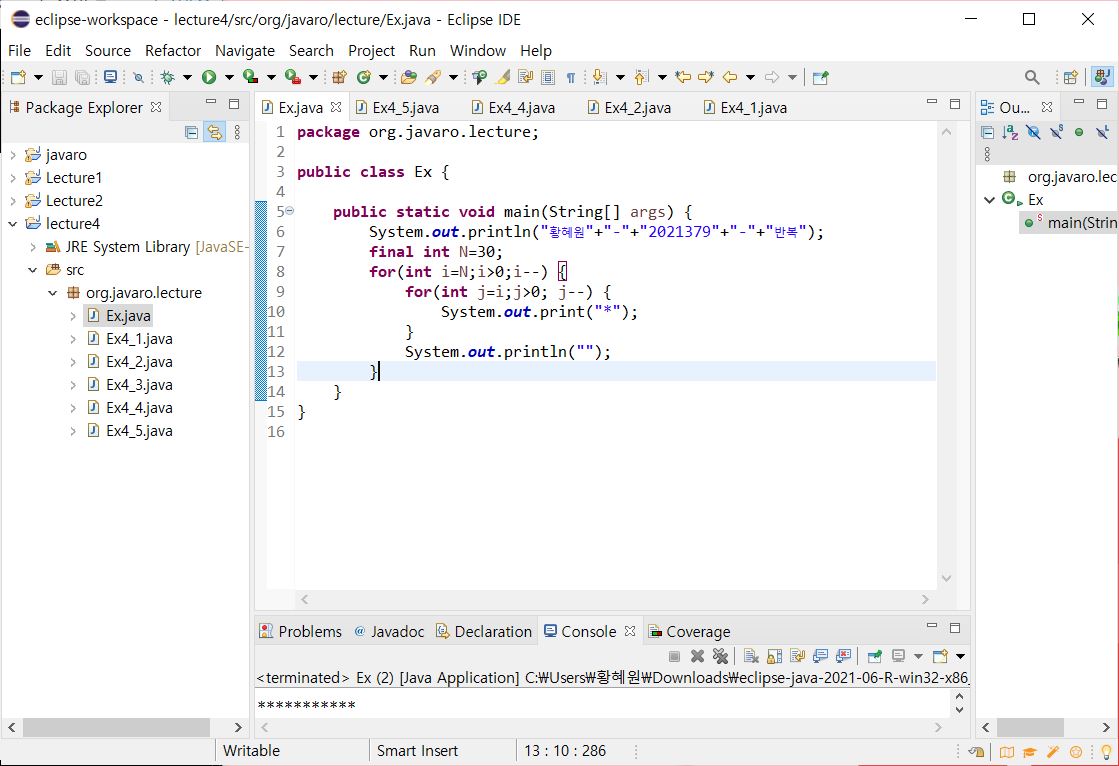 eclipse-workspace - lecture4/src/org/javaro/lecture/Ex.java - Eclipse IDE
File Edit Source Refactor Navigate Search Project Run Window Help
Package Explorer
javaro
Lecture1
Lecture2
lecture4
JRE System Library [JavaSE-
src
org.javaro.lecture
Ex.java
Ex4_1.java
Ex4_2.java
Ex4_3.java
Ex4_4.java
Ex4_5.java
Ex.java Ex4_5.java Ex4_4.java Ex4_2.java Ex4_1.java
1 package org.javaro.lecture;
2
3 public class Ex {
4
5 public static void main(String[] args) {
6 System.out.println("황혜원"+"-"+"2021379"+"-"+"반복");
7 final int N=30;
8 for(int i=N;i>0;i--) {
9 for(int j=i;j>0; j--) {
10 System.out.print("*");
11 }
12 System.out.println("");
13 }
14 }
15 }
16
Ou...
org.javaro.lec
Ex
main(Strin
Problems @ Javadoc Declaration Console Coverage
<terminated> Ex (2) [Java Application] C:₩Users₩황혜원₩Downloads₩eclipse-java-2021-06-R-win32-x86_
***********
Writable Smart Insert 13 : 10 : 286